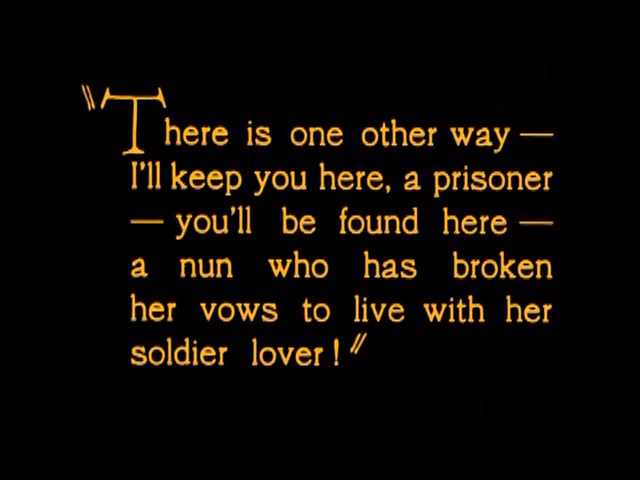 "There is one other way —
I'll keep you here, a prisoner
— you'll be found here —
a nun who has broken
her vows to live with her
soldier lover!"